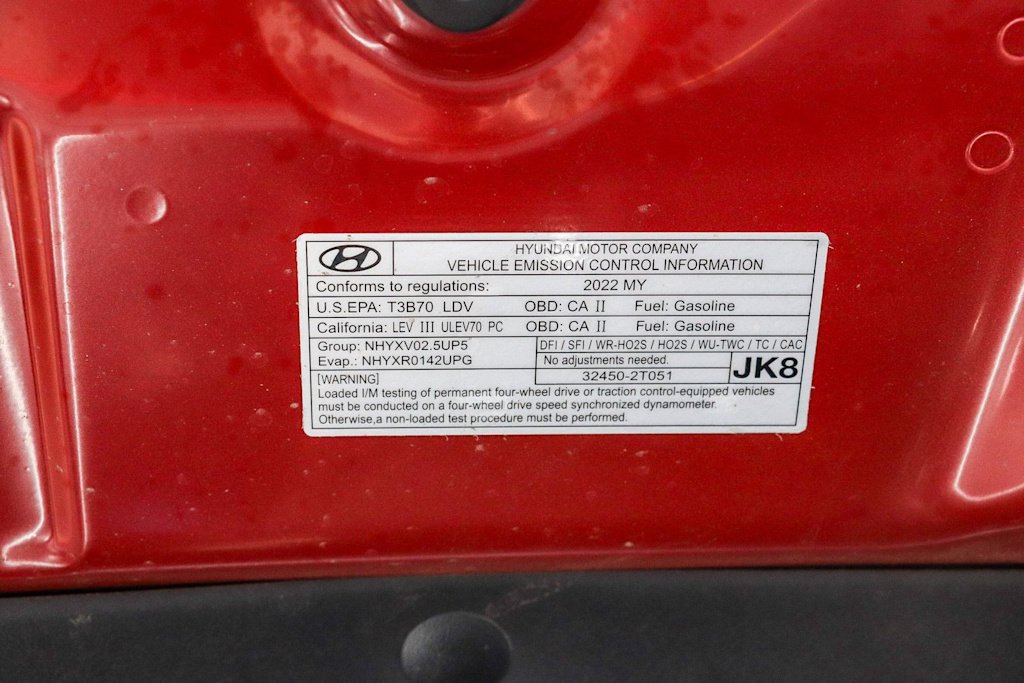 HYUNDAI MOTOR COMPANY
VEHICLE EMISSION CONTROL INFORMATION
Conforms to regulations: 2022 MY
U.S.EPA: T3B70 LDV OBD: CA II Fuel: Gasoline
California: LEV III ULEV70 PC OBD: CA II Fuel: Gasoline
Group: NHYXV02.5UP5 DFI / SFI / WR-HO2S / HO2S / WU-TWC / TC / CAC
Evap.: NHYXR0142UPG No adjustments needed.
32450-2T051 JK8
[WARNING]
Loaded I/M testing of permanent four-wheel drive or traction control-equipped vehicles
must be conducted on a four-wheel drive speed synchronized dynamometer.
Otherwise,a non-loaded test procedure must be performed.